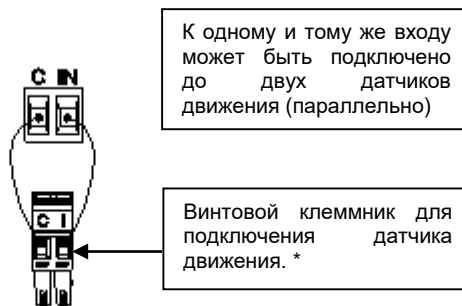 К одному и тому же входу
может быть подключено
до двух датчиков
движения (параллельно)
C IN
C I
Винтовой клеммник для
подключения датчика
движения. *